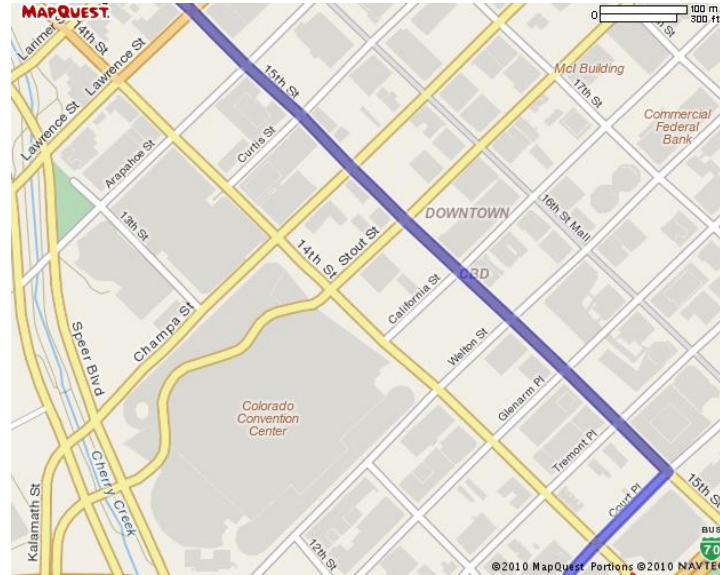 MAPQUEST.
0
100 m
300 ft
Larimer
14th St
Lawrence St
Lawrence St
15th St
Arapahoe St
Curtis St
13th St
McI Building
17th St
Commercial
Federal
Bank
16th St Mall
DOWNTOWN
CBD
Stout St
14th St
California St
Welton St
Glenarm Pl
Tremont Pl
Court Pl
15th St
Champa St
Speer Blvd
Colorado
Convention
Center
Cherry Creek
Kalamath St
12th St
BUS
70
©2010 MapQuest Portions ©2010 NAVTEQ